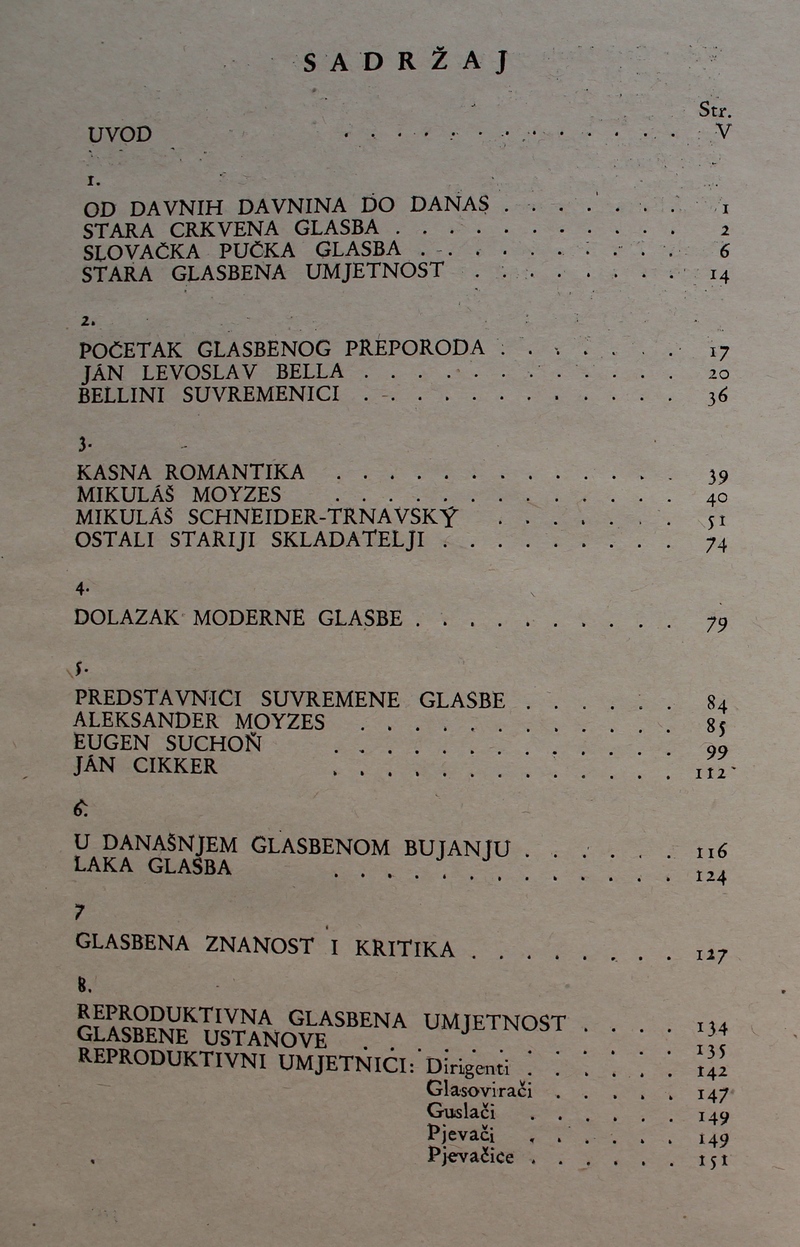 SADRŽAJ
Str.
UVOD . . . . . . . . . . . . . V
1.
OD DAVNIH DAVNINA DO DANAS . . . . . . . 1
STARA CRKVENA GLASBA . . . . . . . . . . . 2
SLOVAČKA PUČKA GLASBA . . . . . . . . . . 6
STARA GLASBENA UMJETNOST . . . . . . . . 14
2.
POČETAK GLASBENOG PREPORODA . . . . . . . 17
JÁN LEVOSLAV BELLA . . . . . . . . . . . . 20
BELLINI SUVREMENICI . . . . . . . . . . . . 36
3.
KASNA ROMANTIKA . . . . . . . . . . . . . 39
MIKULÁŠ MOYZES . . . . . . . . . . . . . 40
MIKULÁŠ SCHNEIDER-TRNAVSKÝ . . . . . . . 51
OSTALI STARIJI SKLADATELJI . . . . . . . . . 74
4.
DOLAZAK MODERNE GLASBE . . . . . . . . . . 79
5.
PREDSTAVNICI SUVREMENE GLASBE . . . . . . 84
ALEKSANDER MOYZES . . . . . . . . . . . . 85
EUGEN SUCHOŇ . . . . . . . . . . . . . 99
JÁN CIKKER . . . . . . . . . . . . . 112
6.
U DANAŠNJEM GLASBENOM BUJANJU . . . . . . 116
LAKA GLASBA . . . . . . . . . . . . . 124
7
GLASBENA ZNANOST I KRITIKA . . . . . . . . 127
8.
REPRODUKTIVNA GLASBENA UMJETNOST . . . . 134
GLASBENE USTANOVE . . . . . . . . . . . . 135
REPRODUKTIVNI UMJETNICI: Dirigenti . . . . . . 142
Glasovirači . . . . . 147
Guslači . . . . . . 149
Pjevači . . . . . . 149
Pjevačice . . . . . . 151